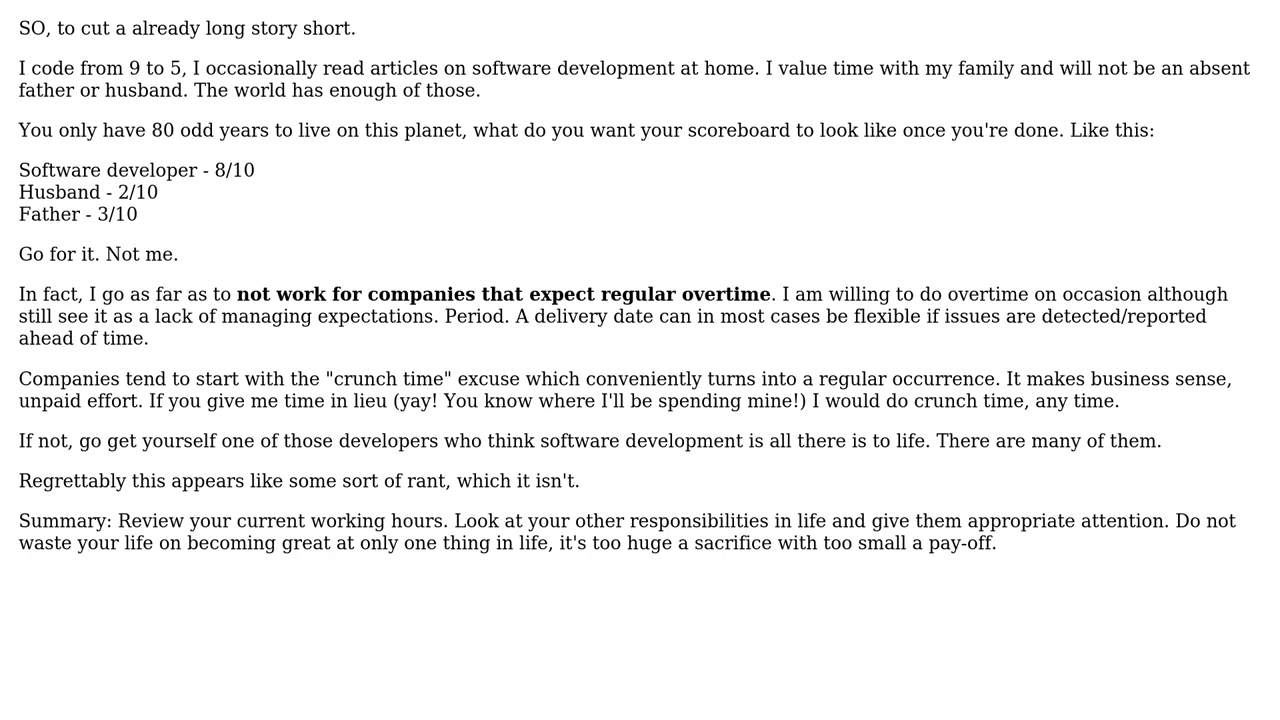 SO, to cut a already long story short.
I code from 9 to 5, I occasionally read articles on software development at home. I value time with my family and will not be an absent
father or husband. The world has enough of those.
You only have 80 odd years to live on this planet, what do you want your scoreboard to look like once you're done. Like this:
Software developer - 8/10
Husband - 2/10
Father - 3/10
Go for it. Not me.
In fact, I go as far as to not work for companies that expect regular overtime. I am willing to do overtime on occasion although
still see it as a lack of managing expectations. Period. A delivery date can in most cases be flexible if issues are detected/reported
ahead of time.
Companies tend to start with the "crunch time" excuse which conveniently turns into a regular occurrence. It makes business sense,
unpaid effort. If you give me time in lieu (yay! You know where I'll be spending mine!) I would do crunch time, any time.
If not, go get yourself one of those developers who think software development is all there is to life. There are many of them.
Regrettably this appears like some sort of rant, which it isn't.
Summary: Review your current working hours. Look at your other responsibilities in life and give them appropriate attention. Do not
waste your life on becoming great at only one thing in life, it's too huge a sacrifice with too small a pay-off.